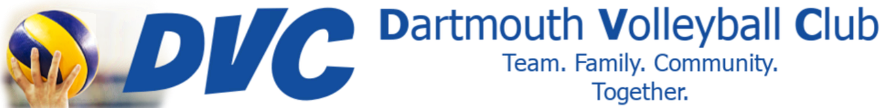 DVC
Dartmouth Volleyball Club
Team. Family. Community.
Together.